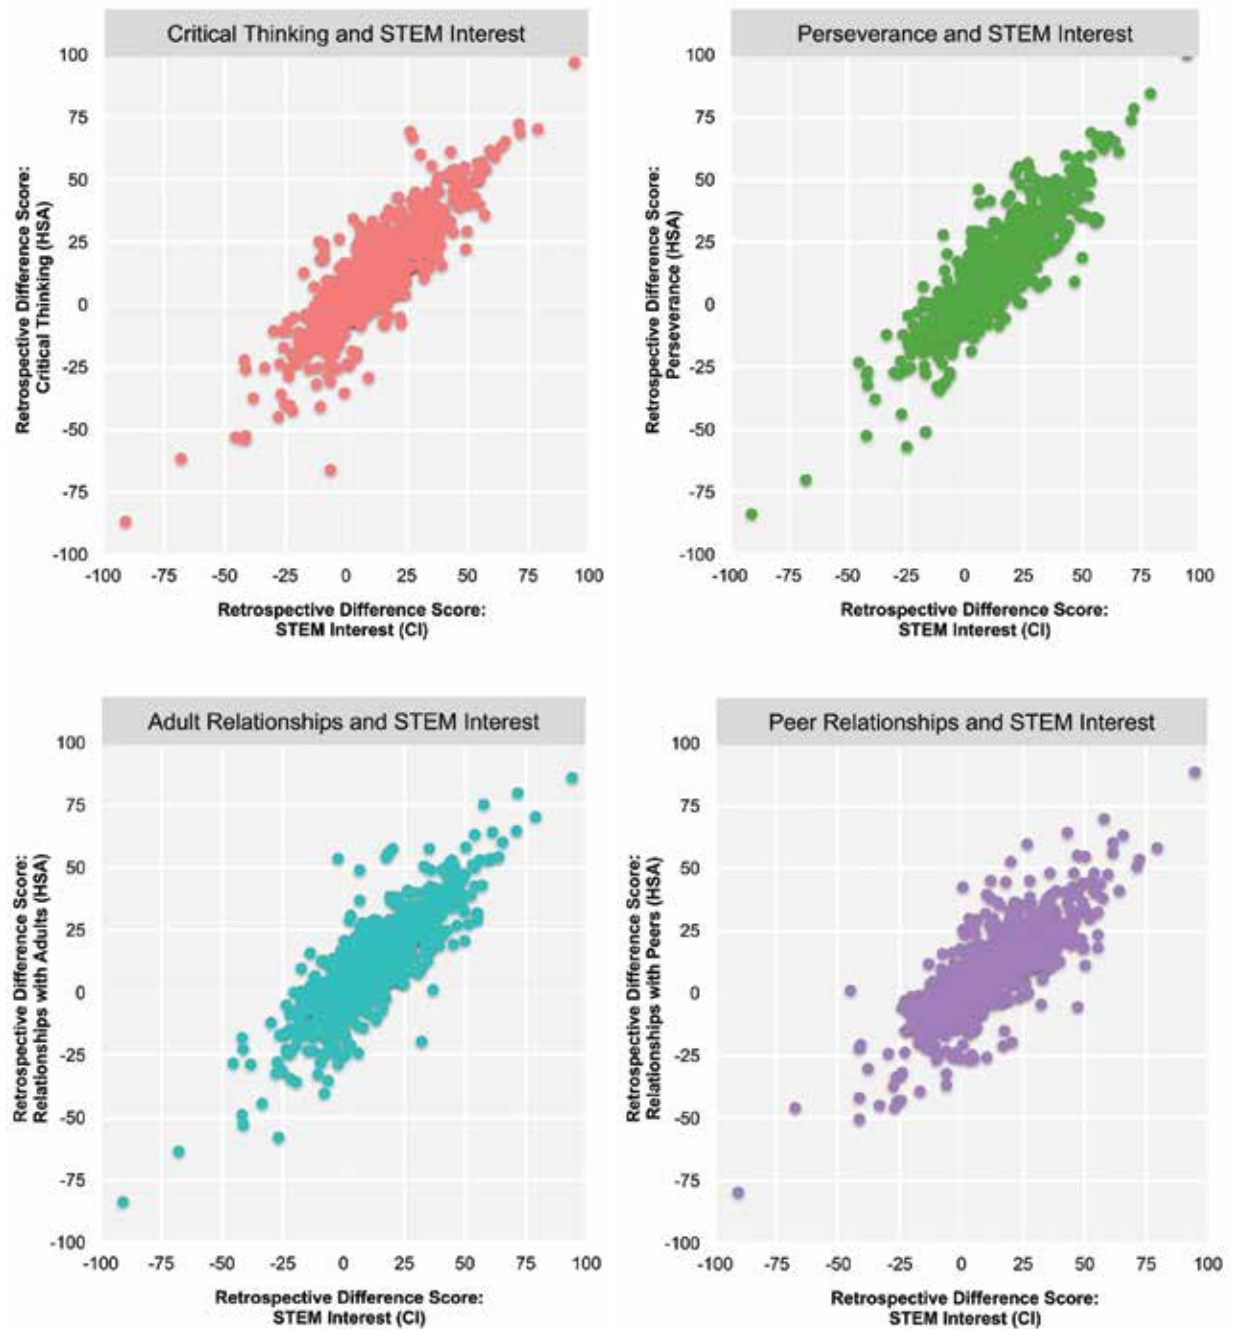 Critical Thinking and STEM Interest
100
75
50
25
0
-25
-50
-75
-100
Retrospective Difference Score:
Critical Thinking (HSA)
-100 -75 -50 -25 0 25 50 75 100
Retrospective Difference Score:
STEM Interest (CI)
Perseverance and STEM Interest
100
75
50
25
0
-25
-50
-75
-100
Retrospective Difference Score:
Perseverance (HSA)
-100 -75 -50 -25 0 25 50 75 100
Retrospective Difference Score:
STEM Interest (CI)
Adult Relationships and STEM Interest
100
75
50
25
0
-25
-50
-75
-100
Retrospective Difference Score:
Relationships with Adults (HSA)
-100 -75 -50 -25 0 25 50 75 100
Retrospective Difference Score:
STEM Interest (CI)
Peer Relationships and STEM Interest
100
75
50
25
0
-25
-50
-75
-100
Retrospective Difference Score:
Relationships with Peers (HSA)
-100 -75 -50 -25 0 25 50 75 100
Retrospective Difference Score:
STEM Interest (CI)